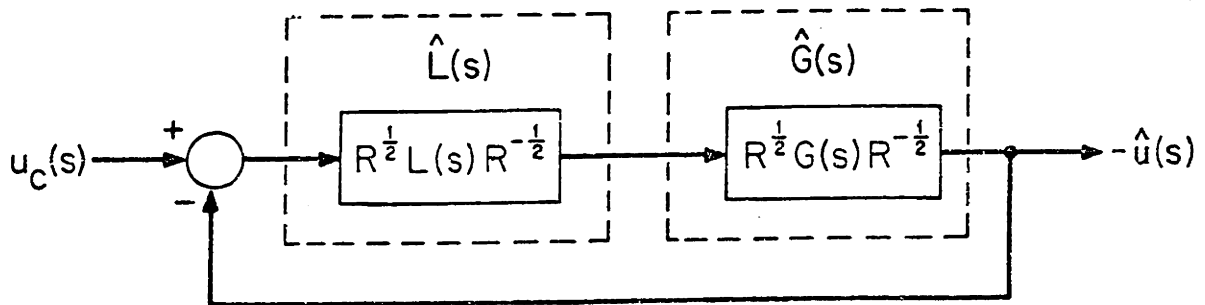 L̂(s)
Ĝ(s)
+
R^{1/2} L(s) R^{-1/2}
R^{1/2} G(s) R^{-1/2}
u_c(s)
-û(s)
−